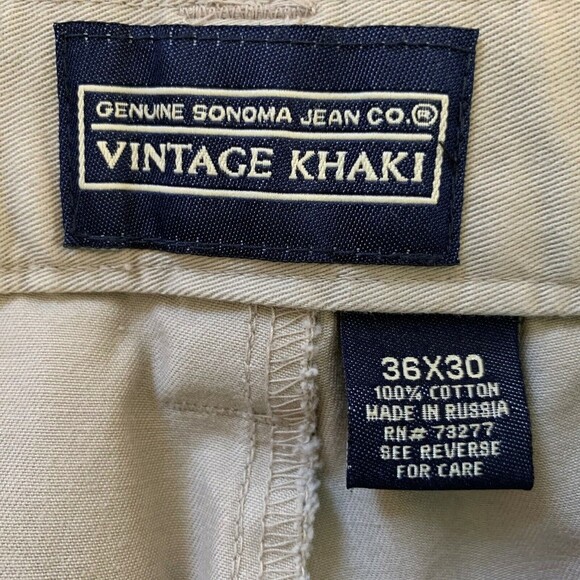 GENUINE SONOMA JEAN CO.®
VINTAGE KHAKI
36X30
100% COTTON
MADE IN RUSSIA
RN# 73277
SEE REVERSE
FOR CARE